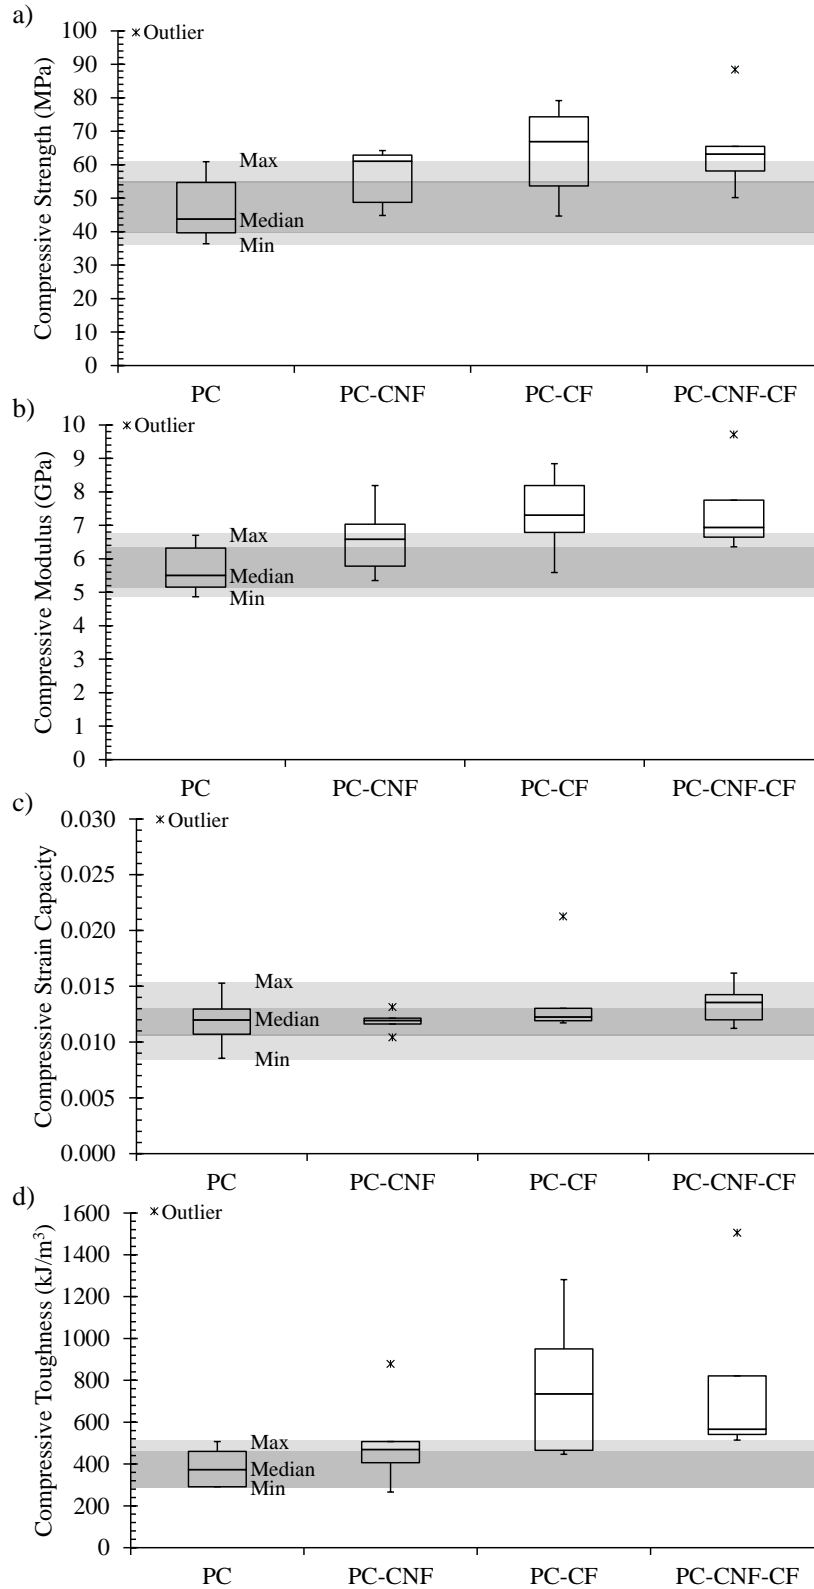 a)
Compressive Strength (MPa)
100
90
80
70
60
50
40
30
20
10
0
Outlier
Max
Median
Min
PC
PC-CNF
PC-CF
PC-CNF-CF
b)
Compressive Modulus (GPa)
10
9
8
7
6
5
4
3
2
1
0
Outlier
Max
Median
Min
PC
PC-CNF
PC-CF
PC-CNF-CF
c)
Compressive Strain Capacity
0.030
0.025
0.020
0.015
0.010
0.005
0.000
Outlier
Max
Median
Min
PC
PC-CNF
PC-CF
PC-CNF-CF
d)
Compressive Toughness (kJ/m³)
1600
1400
1200
1000
800
600
400
200
0
Outlier
Max
Median
Min
PC
PC-CNF
PC-CF
PC-CNF-CF